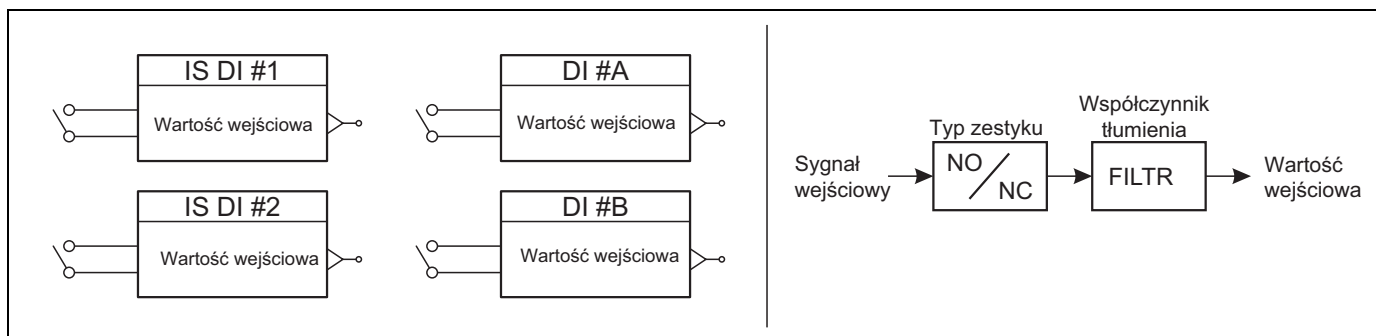 IS DI #1
Wartość wejściowa
DI #A
Wartość wejściowa
IS DI #2
Wartość wejściowa
DI #B
Wartość wejściowa
Sygnał
wejściowy
Typ zestyku
NO
NC
Współczynnik
tłumienia
FILTR
Wartość
wejściowa